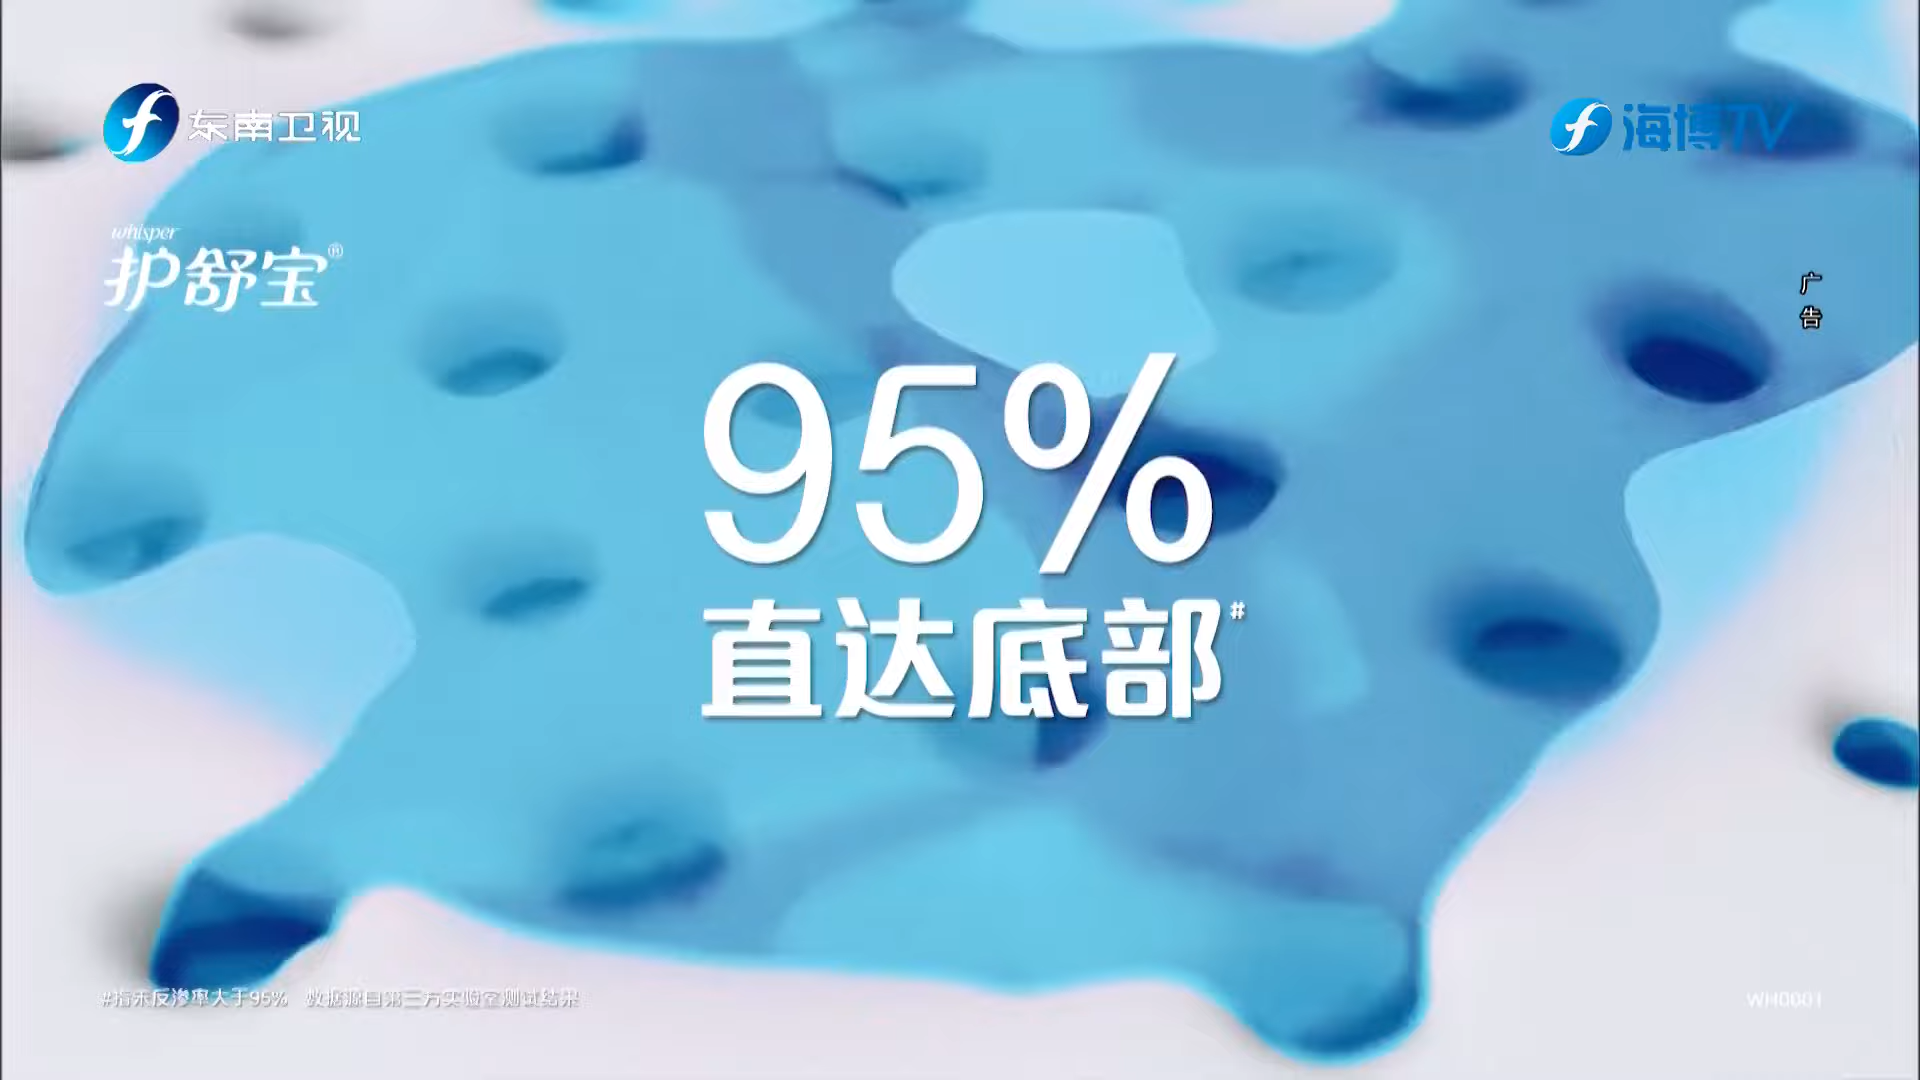 东南卫视
海博TV
whisper
护舒宝®
广告
95%
直达底部#
#指未反渗率大于95% 数据源自第三方实验室测试结果
WH0001